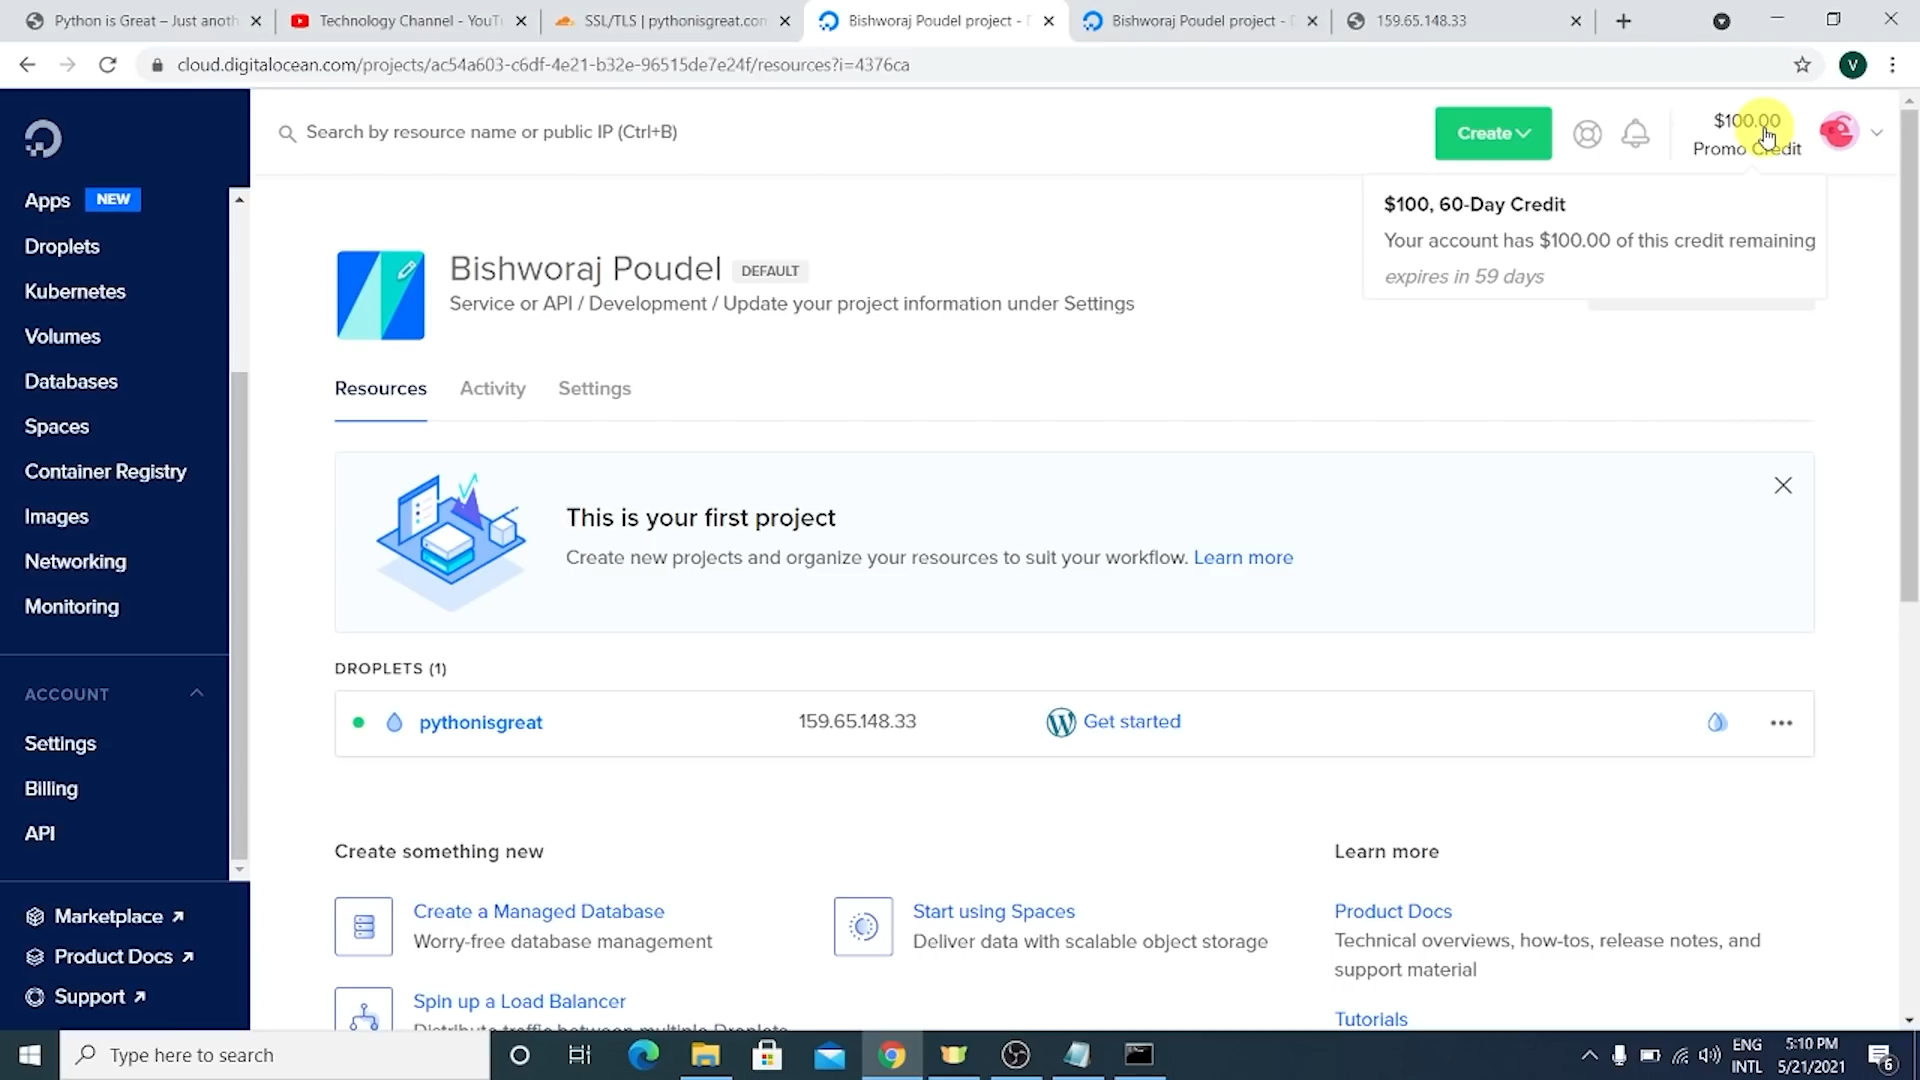 Python is Great – Just anoth
Technology Channel - YouT
SSL/TLS | pythonisgreat.com
Bishworaj Poudel project -
Bishworaj Poudel project -
159.65.148.33
cloud.digitalocean.com/projects/ac54a603-c6df-4e21-b32e-96515de7e24f/resources?i=4376ca
V
Search by resource name or public IP (Ctrl+B)
Create
$100.00
Promo Credit
$100, 60-Day Credit
Your account has $100.00 of this credit remaining
expires in 59 days
Apps NEW
Droplets
Kubernetes
Volumes
Databases
Spaces
Container Registry
Images
Networking
Monitoring
ACCOUNT
Settings
Billing
API
Marketplace
Product Docs
Support
Bishworaj Poudel DEFAULT
Service or API / Development / Update your project information under Settings
Resources Activity Settings
This is your first project
Create new projects and organize your resources to suit your workflow. Learn more
DROPLETS (1)
pythonisgreat 159.65.148.33 Get started
Create something new
Create a Managed Database
Worry-free database management
Start using Spaces
Deliver data with scalable object storage
Spin up a Load Balancer
Distribute traffic between multiple Droplets
Learn more
Product Docs
Technical overviews, how-tos, release notes, and
support material
Tutorials
Type here to search
ENG
INTL
5:10 PM
5/21/2021
6